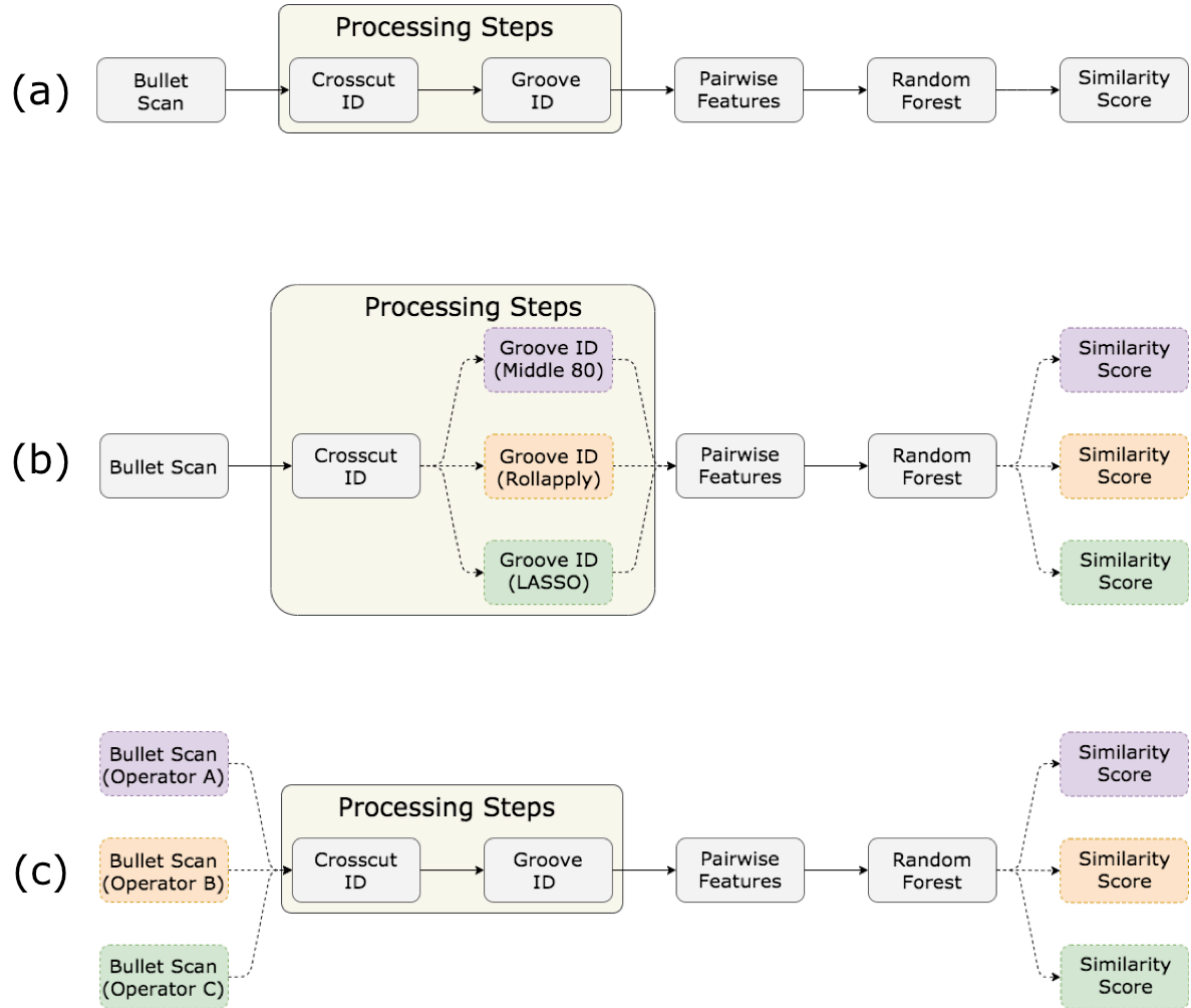 Processing Steps
(a)
Bullet
Scan
Crosscut
ID
Groove
ID
Pairwise
Features
Random
Forest
Similarity
Score
Processing Steps
Groove ID
(Middle 80)
Similarity
Score
(b)
Bullet Scan
Crosscut
ID
Groove ID
(Rollapply)
Pairwise
Features
Random
Forest
Similarity
Score
Groove ID
(LASSO)
Similarity
Score
Bullet Scan
(Operator A)
Similarity
Score
Processing Steps
(c)
Bullet Scan
(Operator B)
Crosscut
ID
Groove
ID
Pairwise
Features
Random
Forest
Similarity
Score
Bullet Scan
(Operator C)
Similarity
Score